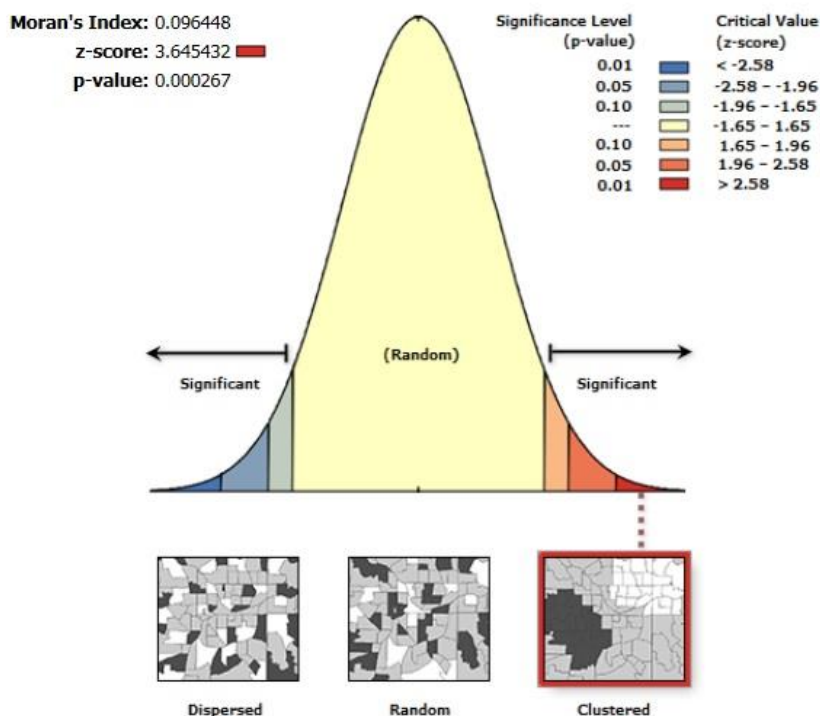 Moran's Index: 0.096448
z-score: 3.645432
p-value: 0.000267
Significance Level
(p-value)
Critical Value
(z-score)
0.01 < -2.58
0.05 -2.58 – -1.96
0.10 -1.96 – -1.65
--- -1.65 – 1.65
0.10 1.65 – 1.96
0.05 1.96 – 2.58
0.01 > 2.58
(Random)
Significant
Significant
Dispersed
Random
Clustered